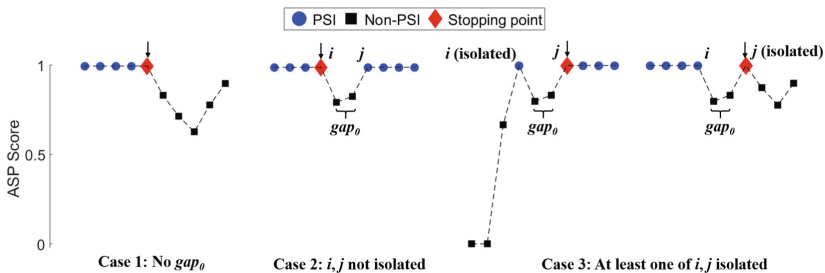 PSI Non-PSI Stopping point
i j i (isolated) j i j (isolated)
1
gap₀ gap₀ gap₀
0.5
ASP Score
0
Case 1: No gap₀ Case 2: i, j not isolated Case 3: At least one of i, j isolated